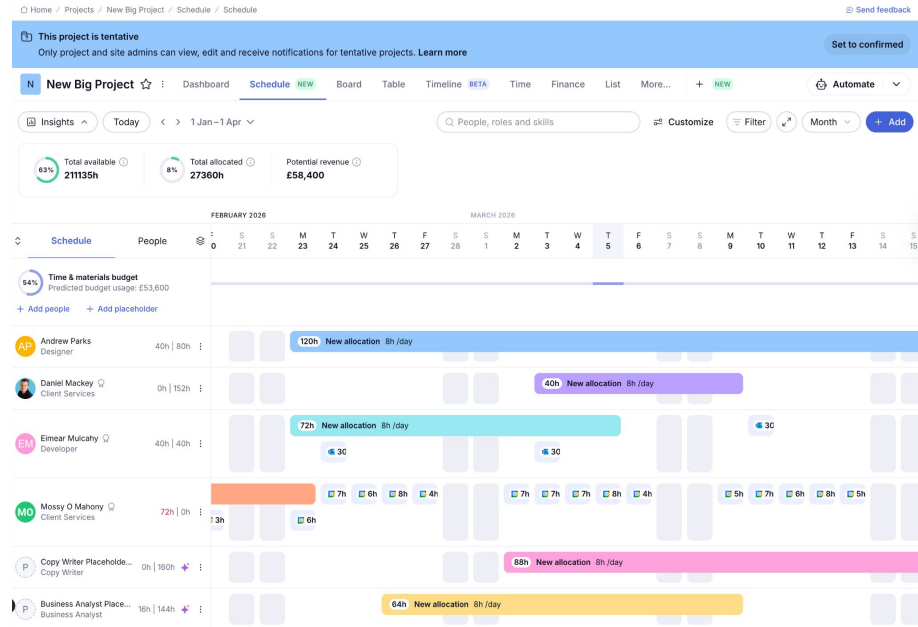 Home / Projects / New Big Project / Schedule / Schedule
Send feedback
This project is tentative
Only project and site admins can view, edit and receive notifications for tentative projects. Learn more
Set to confirmed
N New Big Project Dashboard Schedule NEW Board Table Timeline BETA Time Finance List More... + NEW Automate
Insights Today 1 Jan – 1 Apr People, roles and skills Customize Filter Month + Add
63% Total available 211135h
8% Total allocated 27360h
Potential revenue £58,400
FEBRUARY 2026 MARCH 2026
Schedule People
F S S M T W T F S S M T W T F S S M T W T F S S
0 21 22 23 24 25 26 27 28 1 2 3 4 5 6 7 8 9 10 11 12 13 14 15
54% Time & materials budget
Predicted budget usage: £53,600
+ Add people + Add placeholder
AP Andrew Parks
Designer
40h | 80h
120h New allocation 8h /day
Daniel Mackey
Client Services
0h | 152h
40h New allocation 8h /day
EM Eimear Mulcahy
Developer
40h | 40h
72h New allocation 8h /day
30 30 30
MO Mossy O Mahony
Client Services
72h | 0h
7h 6h 8h 4h 7h 7h 7h 8h 4h 5h 7h 6h 8h 5h
3h 6h
P Copy Writer Placeholde...
Copy Writer
0h | 160h
88h New allocation 8h /day
P Business Analyst Place...
Business Analyst
16h | 144h
64h New allocation 8h /day